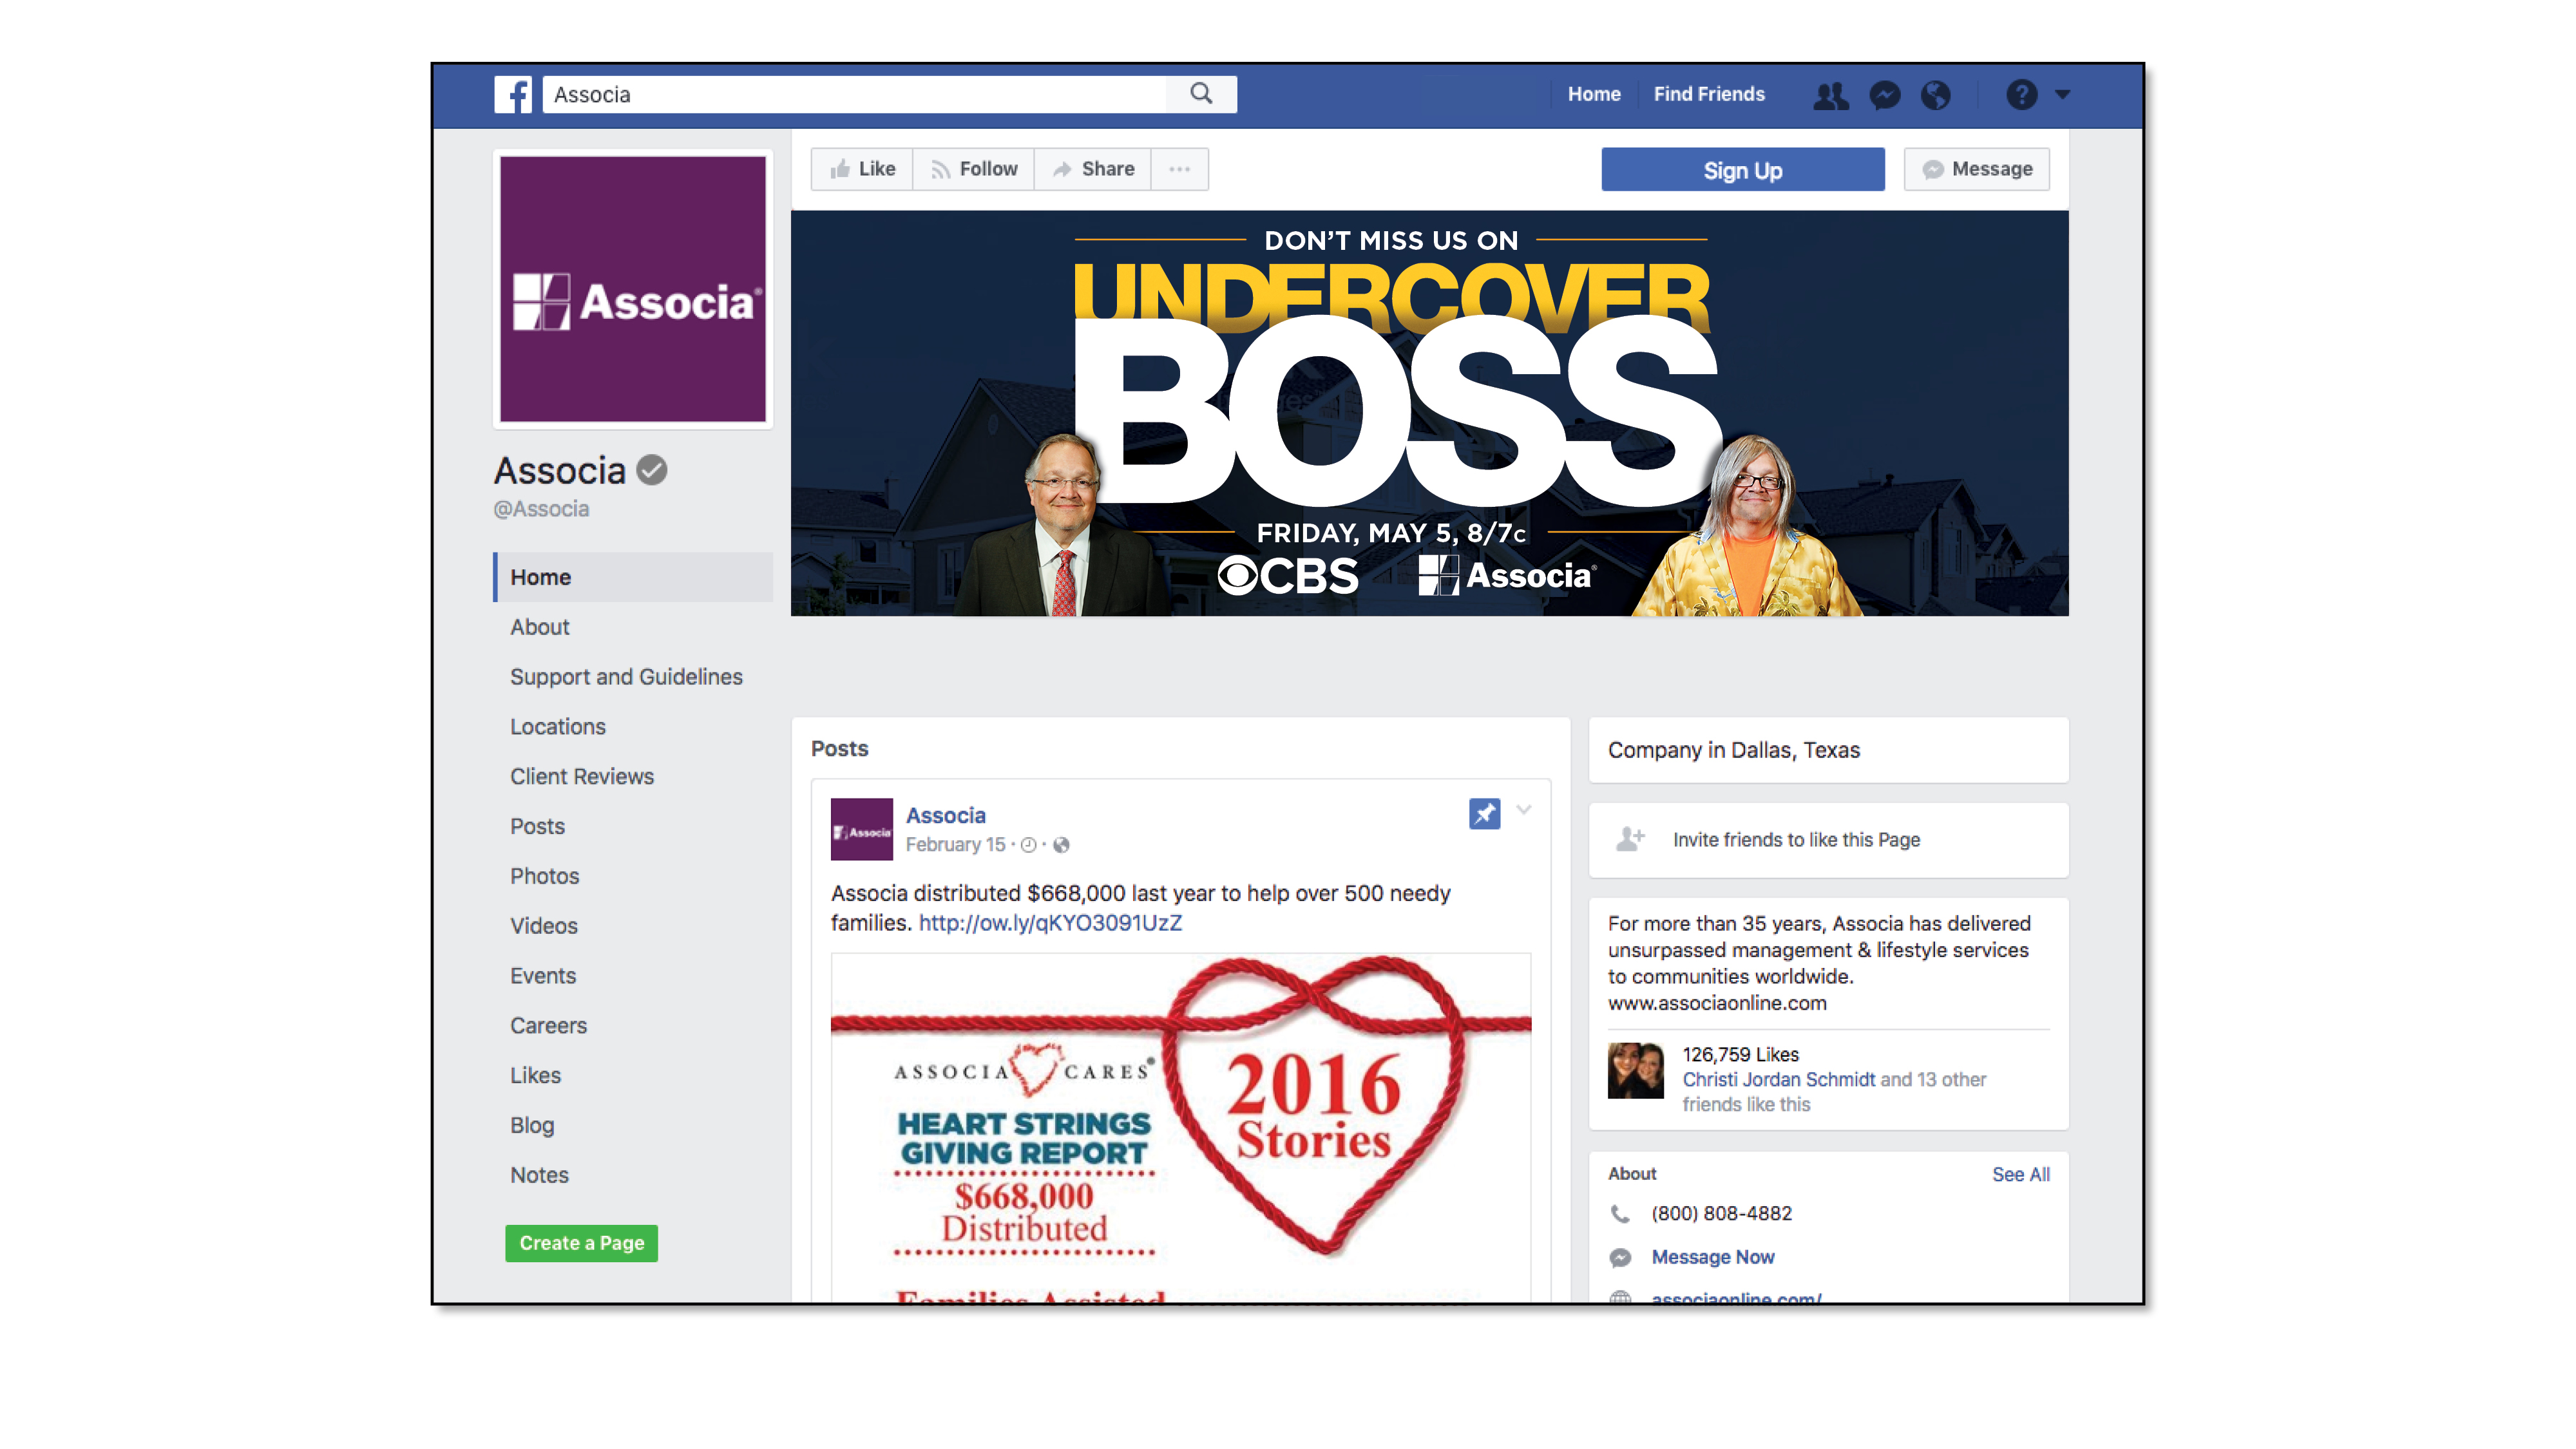 Associa
Home
Find Friends
?
Associa®
Associa
@Associa
Home
About
Support and Guidelines
Locations
Client Reviews
Posts
Photos
Videos
Events
Careers
Likes
Blog
Notes
Create a Page
Like
Follow
Share
Sign Up
Message
DON'T MISS US ON
UNDERCOVER
BOSS
FRIDAY, MAY 5, 8/7c
CBS
Associa®
Posts
Associa
Associa
February 15
Associa distributed $668,000 last year to help over 500 needy
families. http://ow.ly/qKYO3091UzZ
ASSOCIA CARES®
HEART STRINGS
GIVING REPORT
$668,000
Distributed
Families Assisted
2016
Stories
Company in Dallas, Texas
Invite friends to like this Page
For more than 35 years, Associa has delivered
unsurpassed management & lifestyle services
to communities worldwide.
www.associaonline.com
126,759 Likes
Christi Jordan Schmidt and 13 other
friends like this
About
See All
(800) 808-4882
Message Now
associaonline.com/